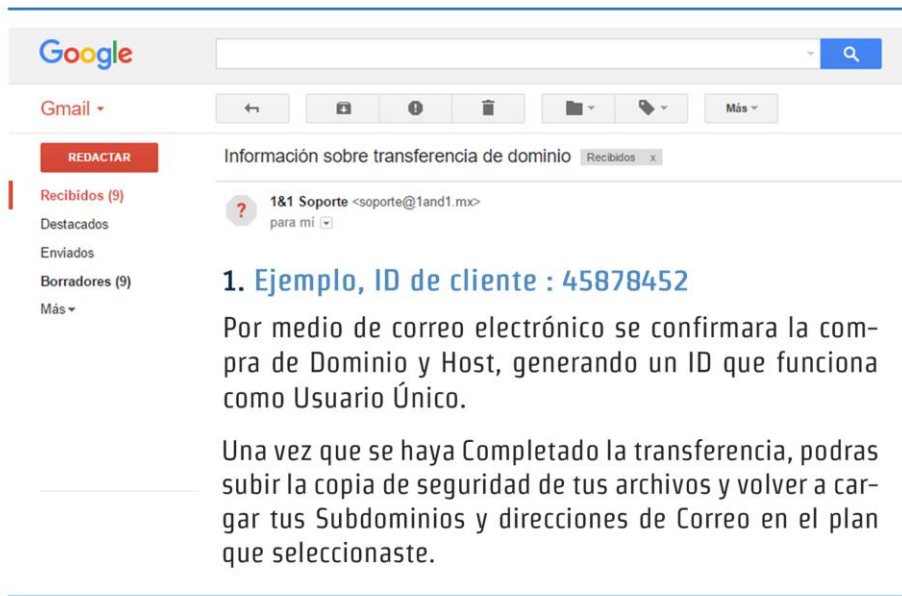 Google
Gmail
Más
REDACTAR
Información sobre transferencia de dominio Recibidos x
Recibidos (9)
Destacados
Enviados
Borradores (9)
Más
? 1&1 Soporte <soporte@1and1.mx>
para mí
1. Ejemplo, ID de cliente : 45878452
Por medio de correo electrónico se confirmara la com-
pra de Dominio y Host, generando un ID que funciona
como Usuario Único.
Una vez que se haya Completado la transferencia, podras
subir la copia de seguridad de tus archivos y volver a car-
gar tus Subdominios y direcciones de Correo en el plan
que seleccionaste.